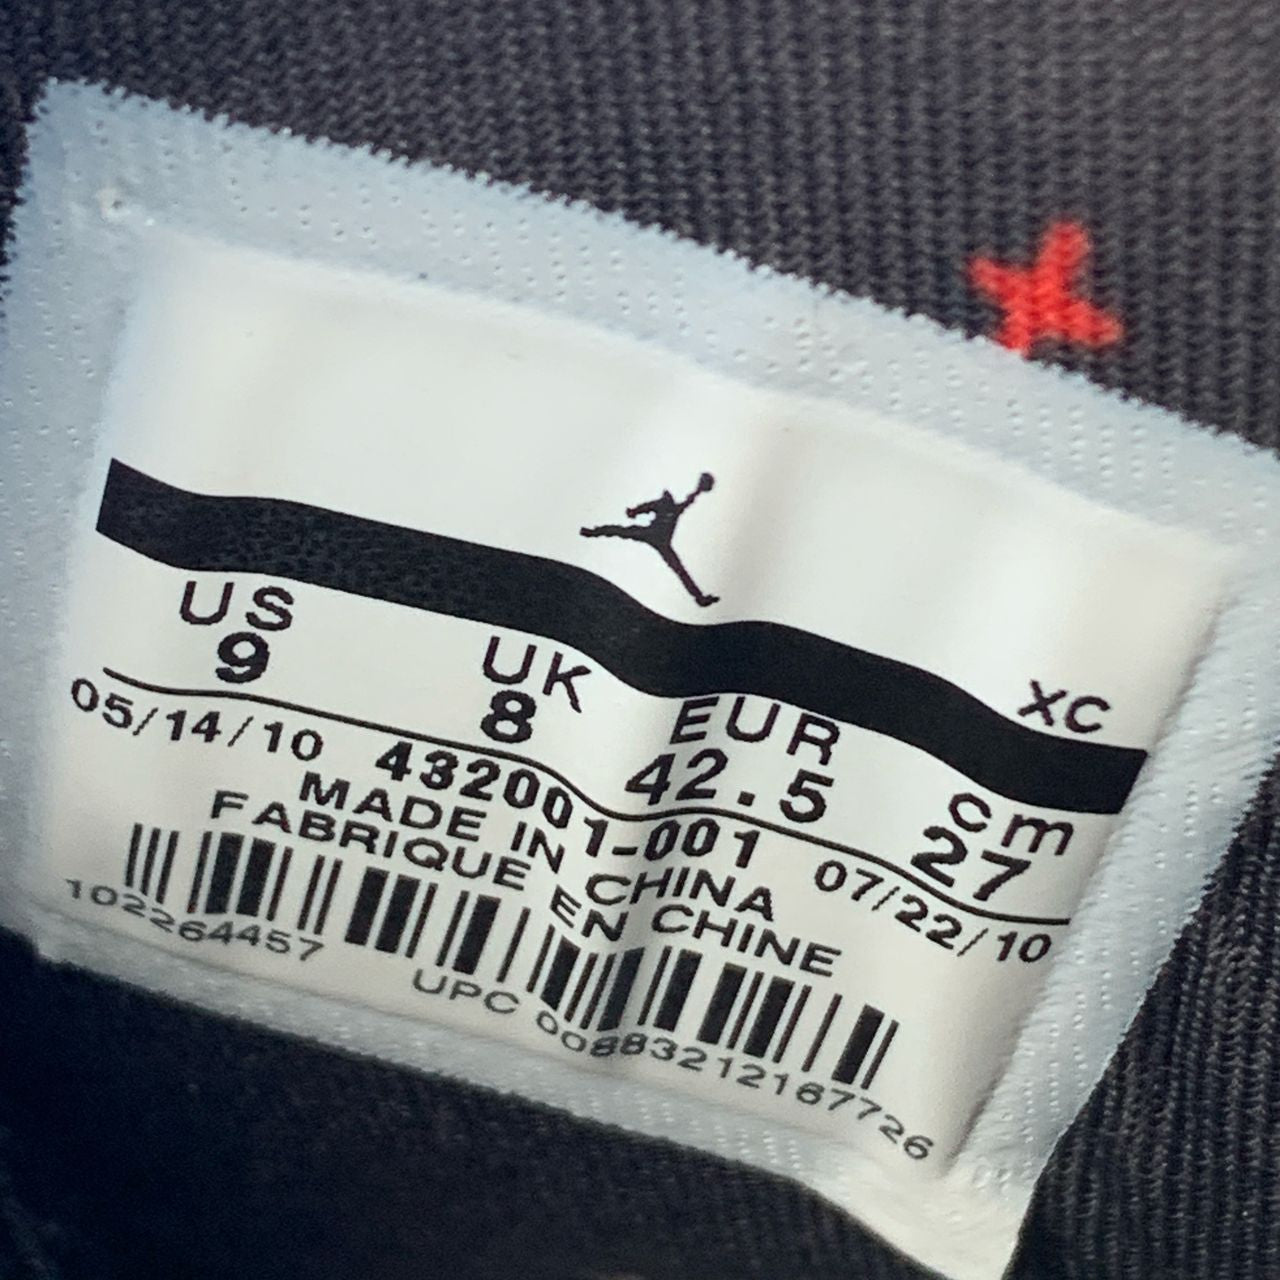 XC
US UK EUR cm
9 8 42.5 27
05/14/10 432001-001 07/22/10
MADE IN CHINA
FABRIQUE EN CHINE
102264457
UPC 00883212167726